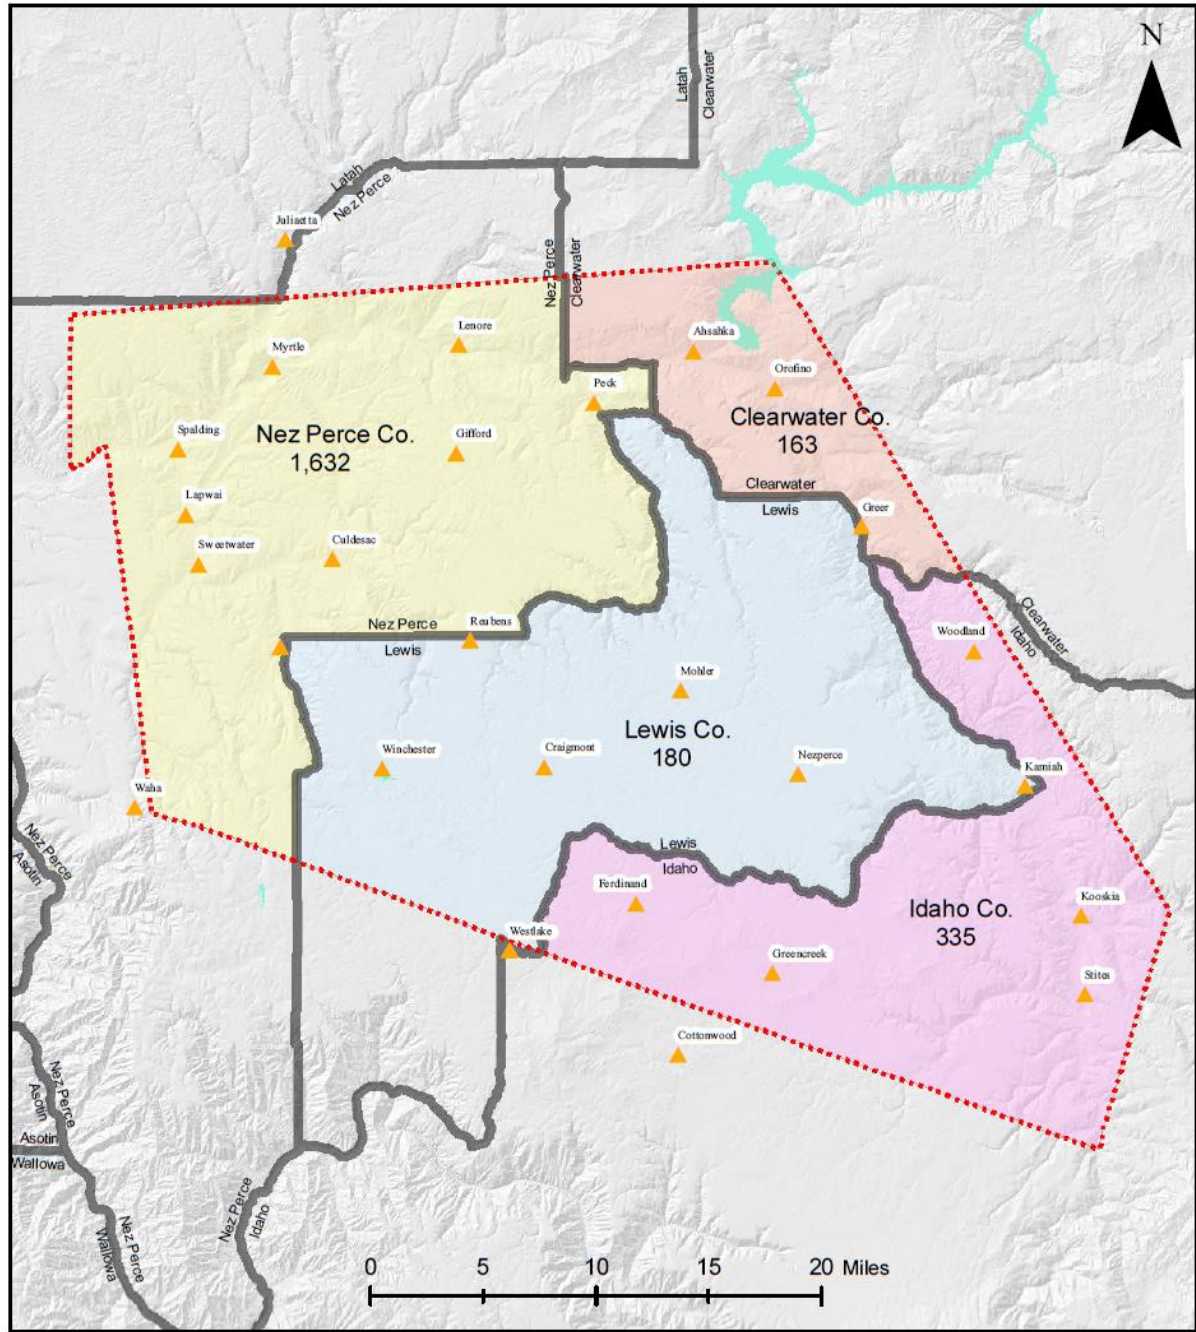 N
Latah
Clearwater
Latah
Nez Perce
Juliaetta
Nez Perce
Clearwater
Lenore
Ahsahka
Myrtle
Orofino
Peck
Clearwater Co.
163
Nez Perce Co.
1,632
Spalding
Gifford
Clearwater
Lewis
Lapwai
Greer
Sweetwater
Culdesac
Clearwater
Idaho
Nez Perce
Lewis
Reubens
Woodland
Mohler
Lewis Co.
180
Winchester
Craigmont
Nezperce
Kamiah
Waha
Nez Perce
Asotin
Lewis
Idaho
Ferdinand
Idaho Co.
335
Kooskia
Westlake
Greencreek
Stites
Cottonwood
Nez Perce
Asotin
Asotin
Wallowa
Nez Perce
Idaho
Nez Perce
Wallowa
0 5 10 15 20 Miles